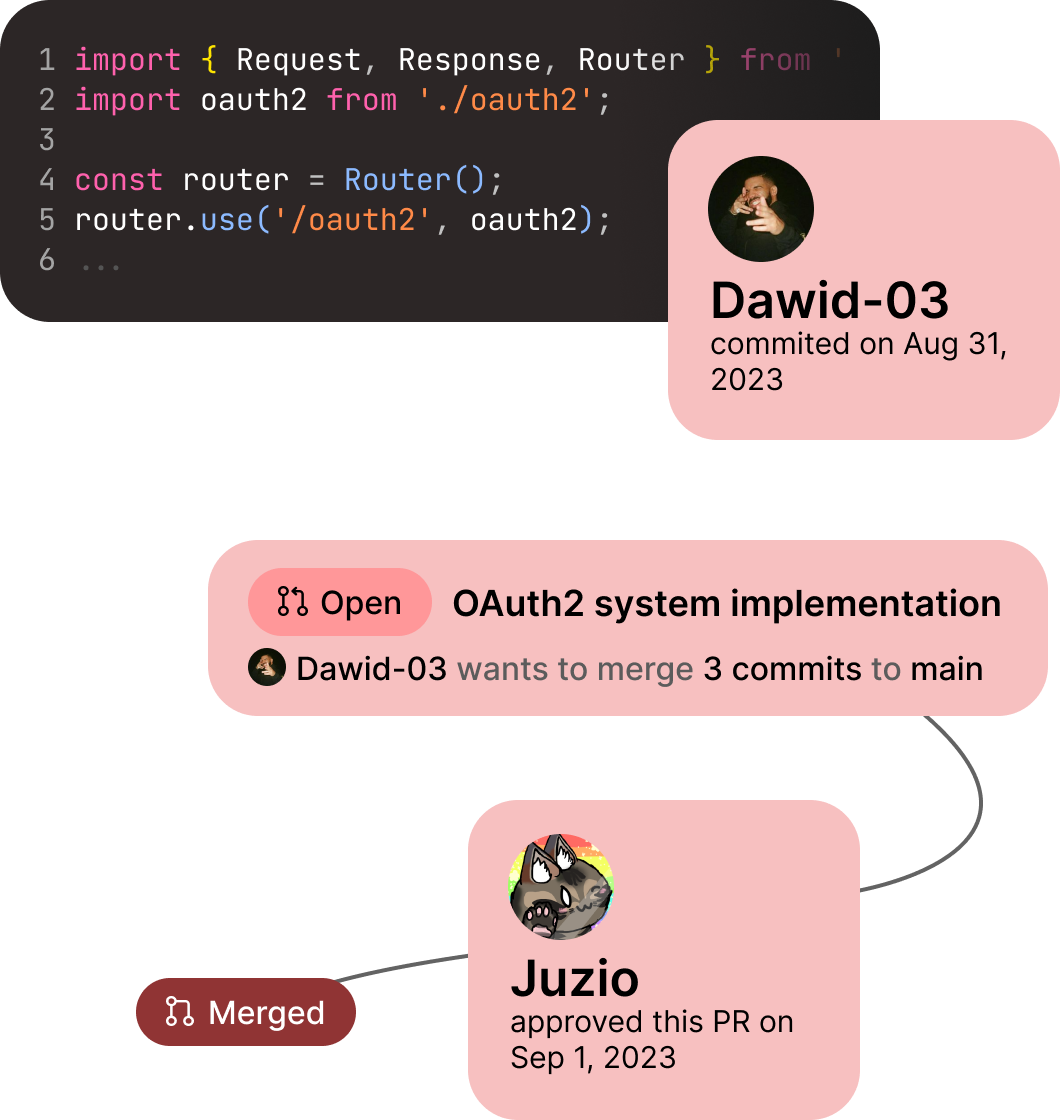 1 import { Request, Response, Router } from '
2 import oauth2 from './oauth2';
3
4 const router = Router();
5 router.use('/oauth2', oauth2);
6 ...
Dawid-03
commited on Aug 31,
2023
Open OAuth2 system implementation
Dawid-03 wants to merge 3 commits to main
Juzio
approved this PR on
Sep 1, 2023
Merged